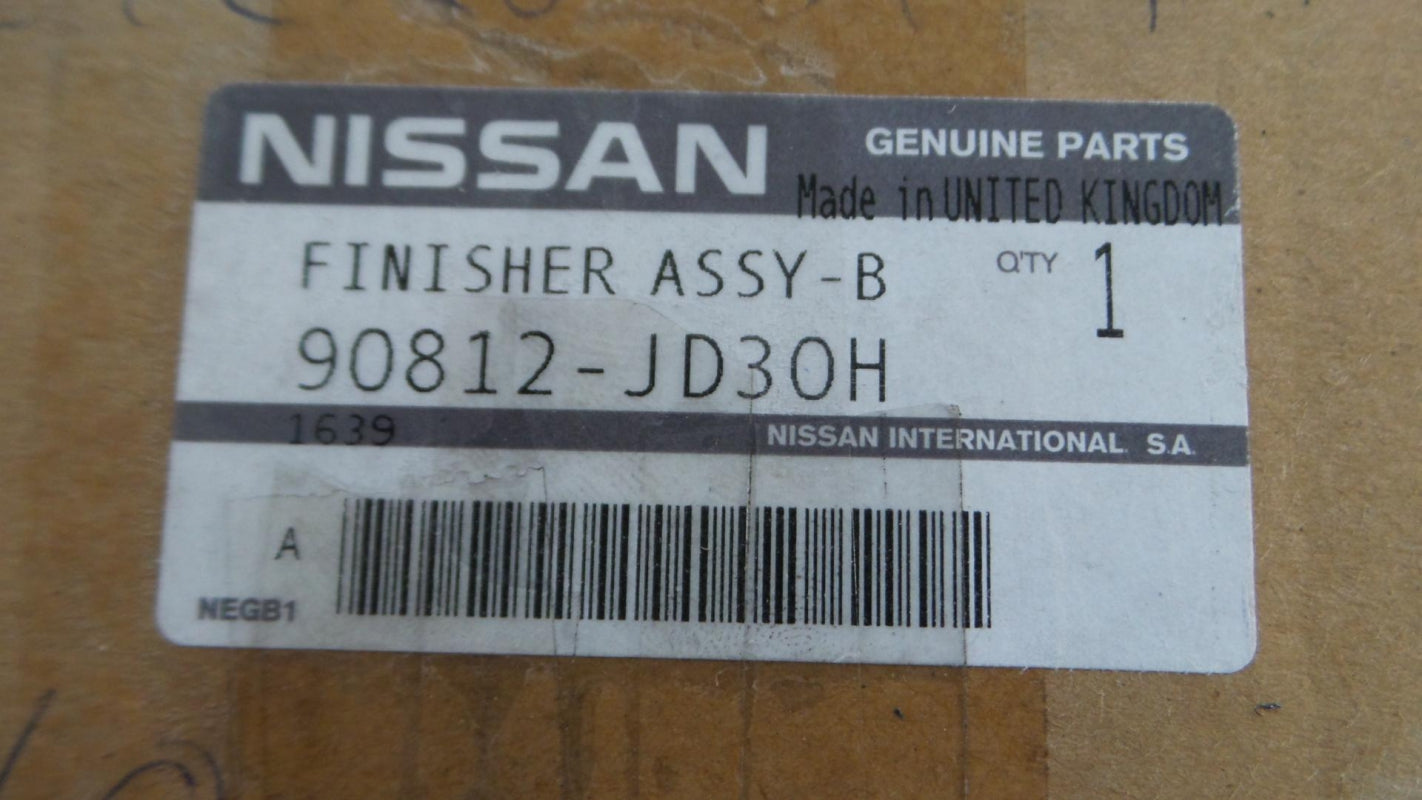 NISSAN
GENUINE PARTS
Made in UNITED KINGDOM
FINISHER ASSY-B
Q'TY 1
90812-JD30H
1639
NISSAN INTERNATIONAL S.A.
A
NEGB1